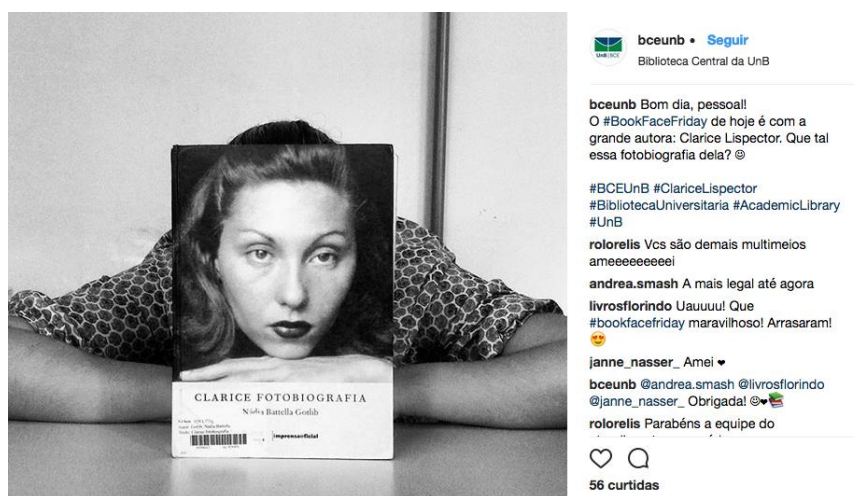 CLARICE FOTOBIOGRAFIA
Nádia Battella Gotlib
imprensaoficial
bceunb • Seguir
Biblioteca Central da UnB
UnB|BCE
bceunb Bom dia, pessoal!
O #BookFaceFriday de hoje é com a
grande autora: Clarice Lispector. Que tal
essa fotobiografia dela? ☺
#BCEUnB #ClariceLispector
#BibliotecaUniversitaria #AcademicLibrary
#UnB
rolorelis Vcs são demais multimeios
ameeeeeeeeei
andrea.smash A mais legal até agora
livrosflorindo Uauuuu! Que
#bookfacefriday maravilhoso! Arrasaram!
😍
janne_nasser_ Amei ❤
bceunb @andrea.smash @livrosflorindo
@janne_nasser_ Obrigada! ☺❤📚
rolorelis Parabéns a equipe do
56 curtidas